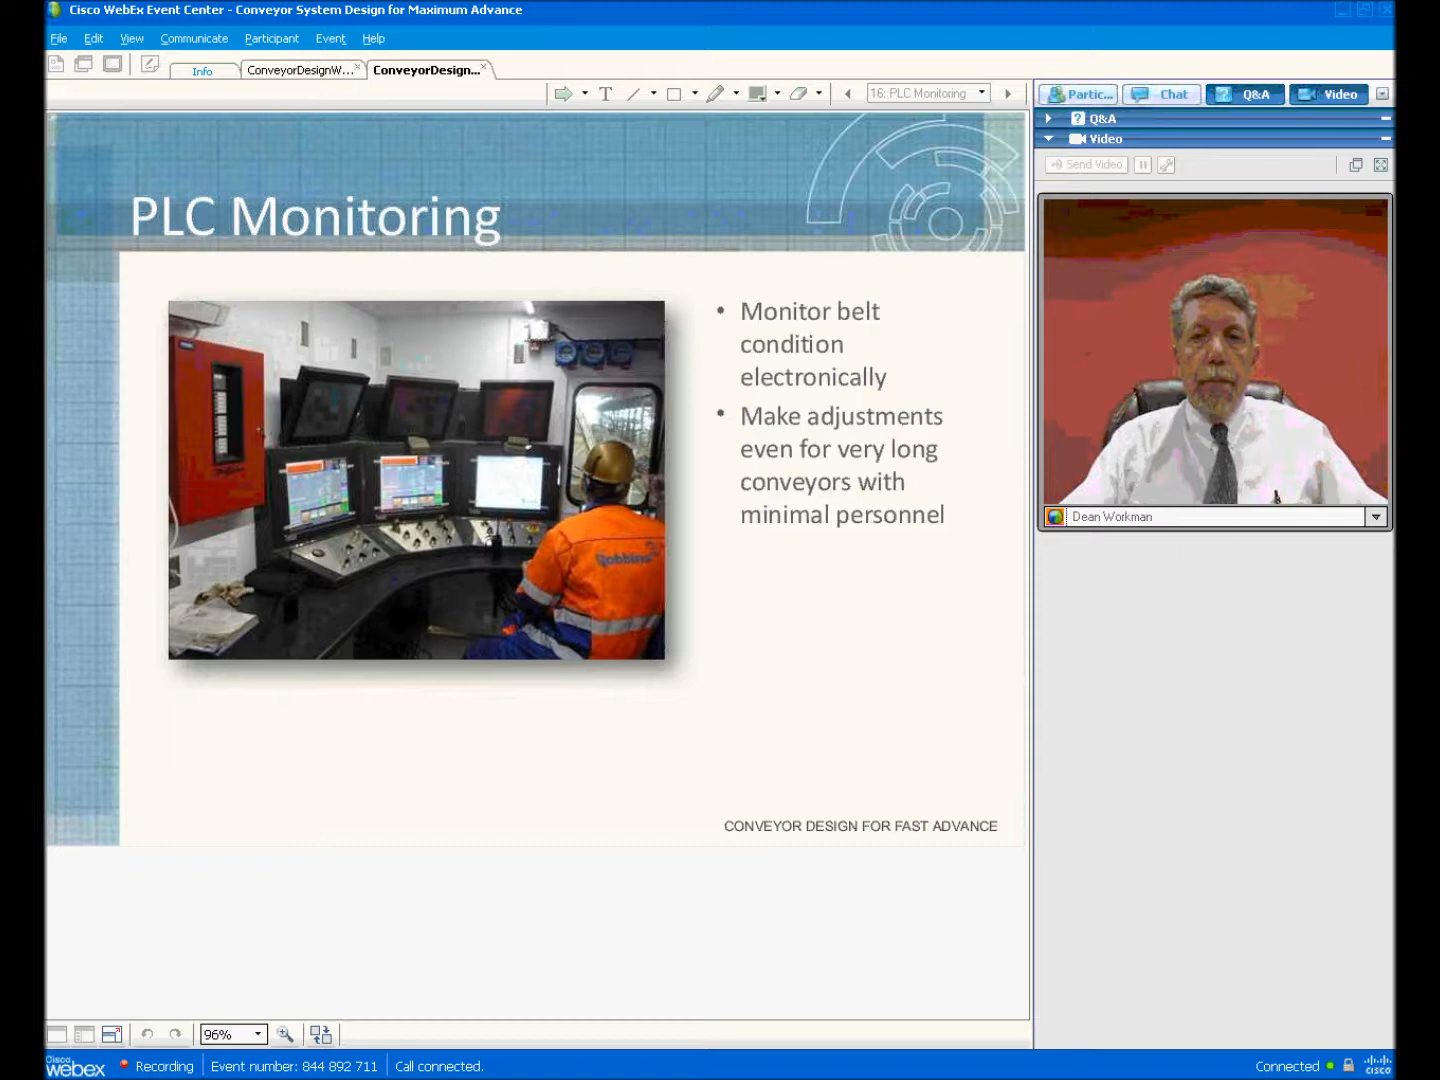 Cisco WebEx Event Center - Conveyor System Design for Maximum Advance
File Edit View Communicate Participant Event Help
Info ConveyorDesignW... ConveyorDesign...
T 16: PLC Monitoring
Partic... Chat Q&A Video
Q&A
Video
Send Video
PLC Monitoring
• Monitor belt
condition
electronically
• Make adjustments
even for very long
conveyors with
minimal personnel
Robbins
Dean Workman
CONVEYOR DESIGN FOR FAST ADVANCE
96%
Cisco webex Recording Event number: 844 892 711 Call connected. Connected cisco